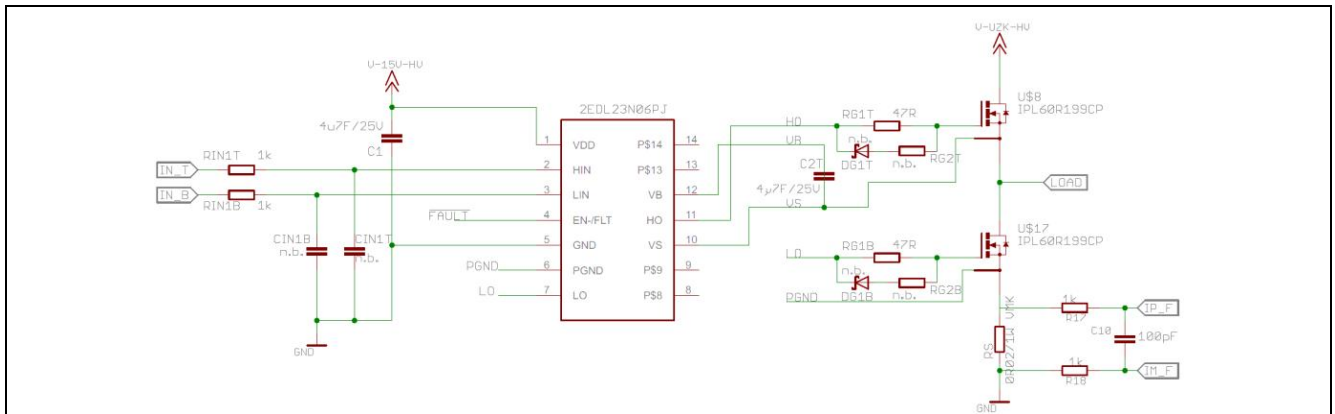 V-UZK-HV
V-15V-HV
U$8
IPL60R199CP
2EDL23N06PJ
4u7F/25V
C1
RIN1T 1k
IN_T
IN_B
RIN1B 1k
FAULT
CIN1B
n.b.
CIN1T
n.b.
PGND
LO
GND
1 VDD P$14 14
2 HIN P$13 13
3 LIN VB 12
4 EN-/FLT HO 11
5 GND VS 10
6 PGND P$9 9
7 LO P$8 8
HO
VB
VS
RG1T 47R
n.b.
DG1T
n.b.
RG2T
C2T
4µ7F/25V
LOAD
U$17
IPL60R199CP
LO
RG1B 47R
n.b.
DG1B
n.b.
RG2B
PGND
RS
0R02/1W VMK
1k
R17
IP_F
C10
100pF
1k
R18
IM_F
GND